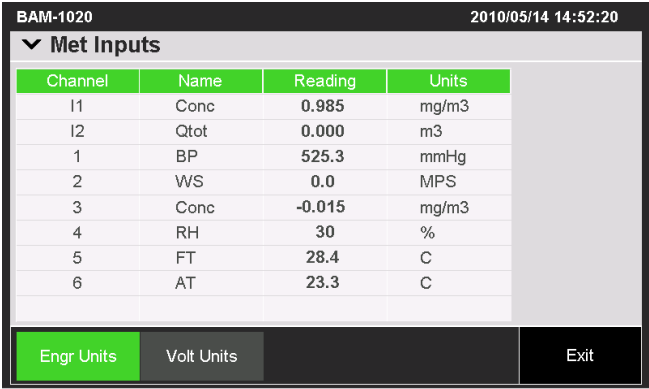 BAM-1020 2010/05/14 14:52:20
Met Inputs
Channel Name Reading Units
I1 Conc 0.985 mg/m3
I2 Qtot 0.000 m3
1 BP 525.3 mmHg
2 WS 0.0 MPS
3 Conc -0.015 mg/m3
4 RH 30 %
5 FT 28.4 C
6 AT 23.3 C
Engr Units Volt Units Exit